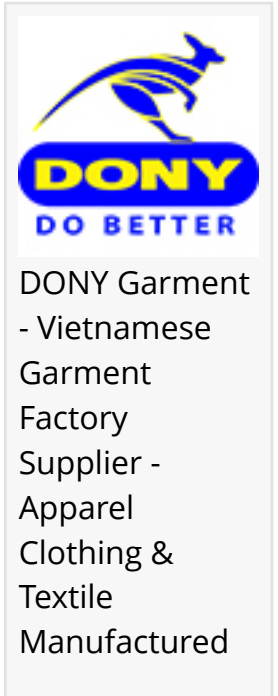 DONY
DO BETTER
DONY Garment
- Vietnamese
Garment
Factory
Supplier -
Apparel
Clothing &
Textile
Manufactured